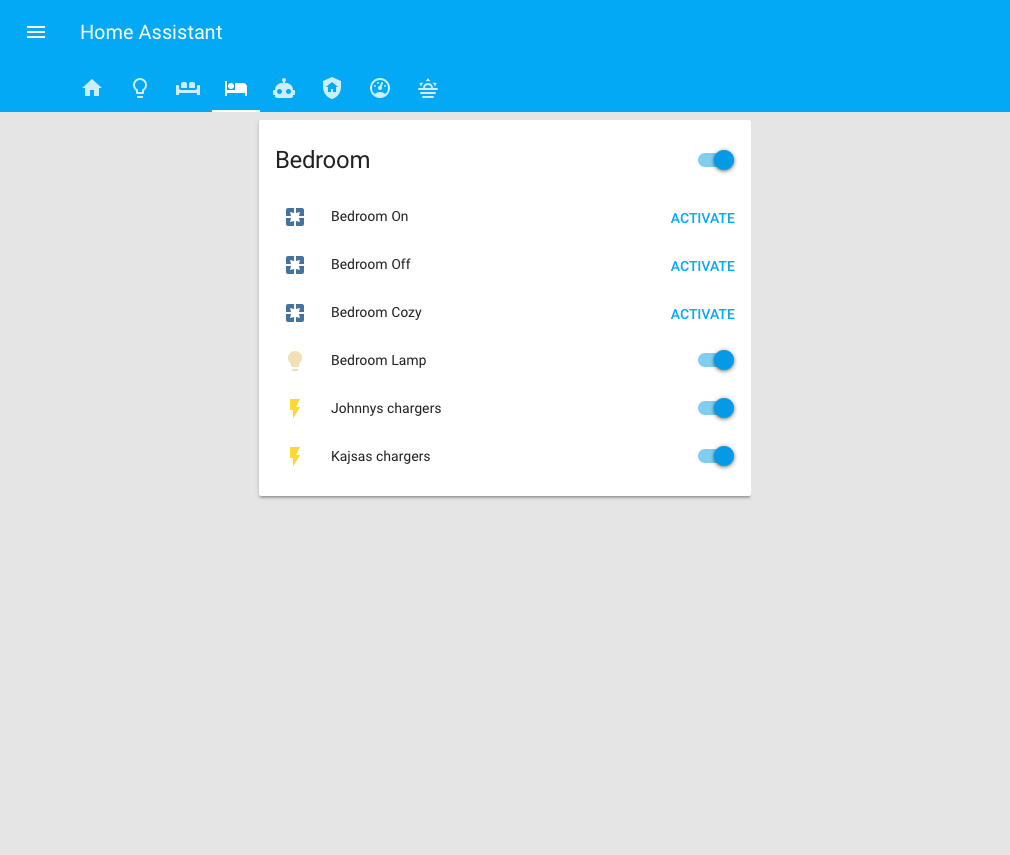 Home Assistant
Bedroom
Bedroom On ACTIVATE
Bedroom Off ACTIVATE
Bedroom Cozy ACTIVATE
Bedroom Lamp
Johnnys chargers
Kajsas chargers